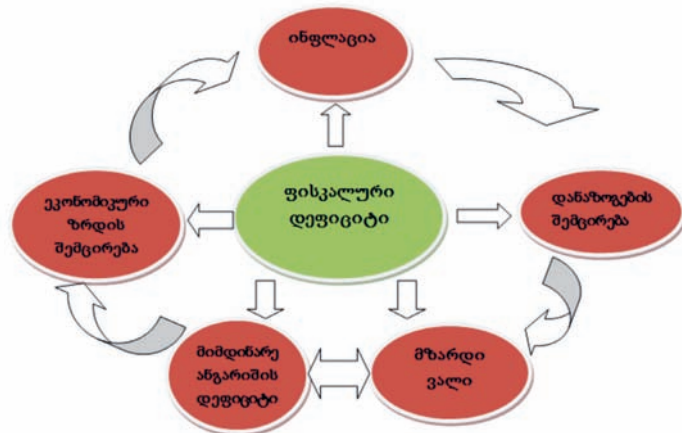 ინფლაცია
ეკონომიკური
ზრდის
შემცირება
ფისკალური
დეფიციტი
დანაზოგების
შემცირება
მიმდინარე
ანგარიშის
დეფიციტი
მზარდი
ვალი